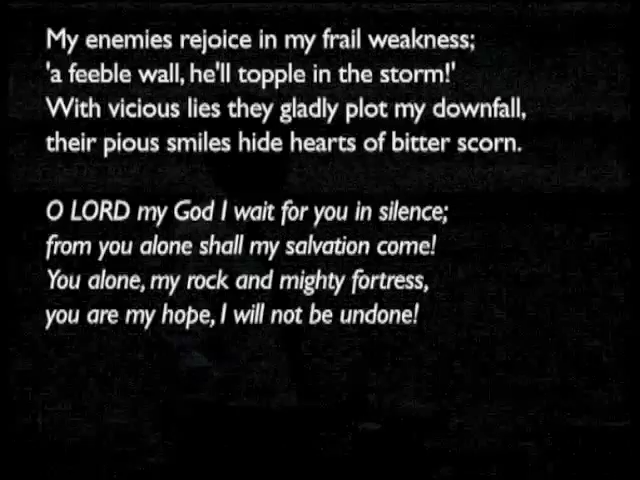 My enemies rejoice in my frail weakness;
'a feeble wall, he'll topple in the storm!'
With vicious lies they gladly plot my downfall,
their pious smiles hide hearts of bitter scorn.
O LORD my God I wait for you in silence;
from you alone shall my salvation come!
You alone, my rock and mighty fortress,
you are my hope, I will not be undone!